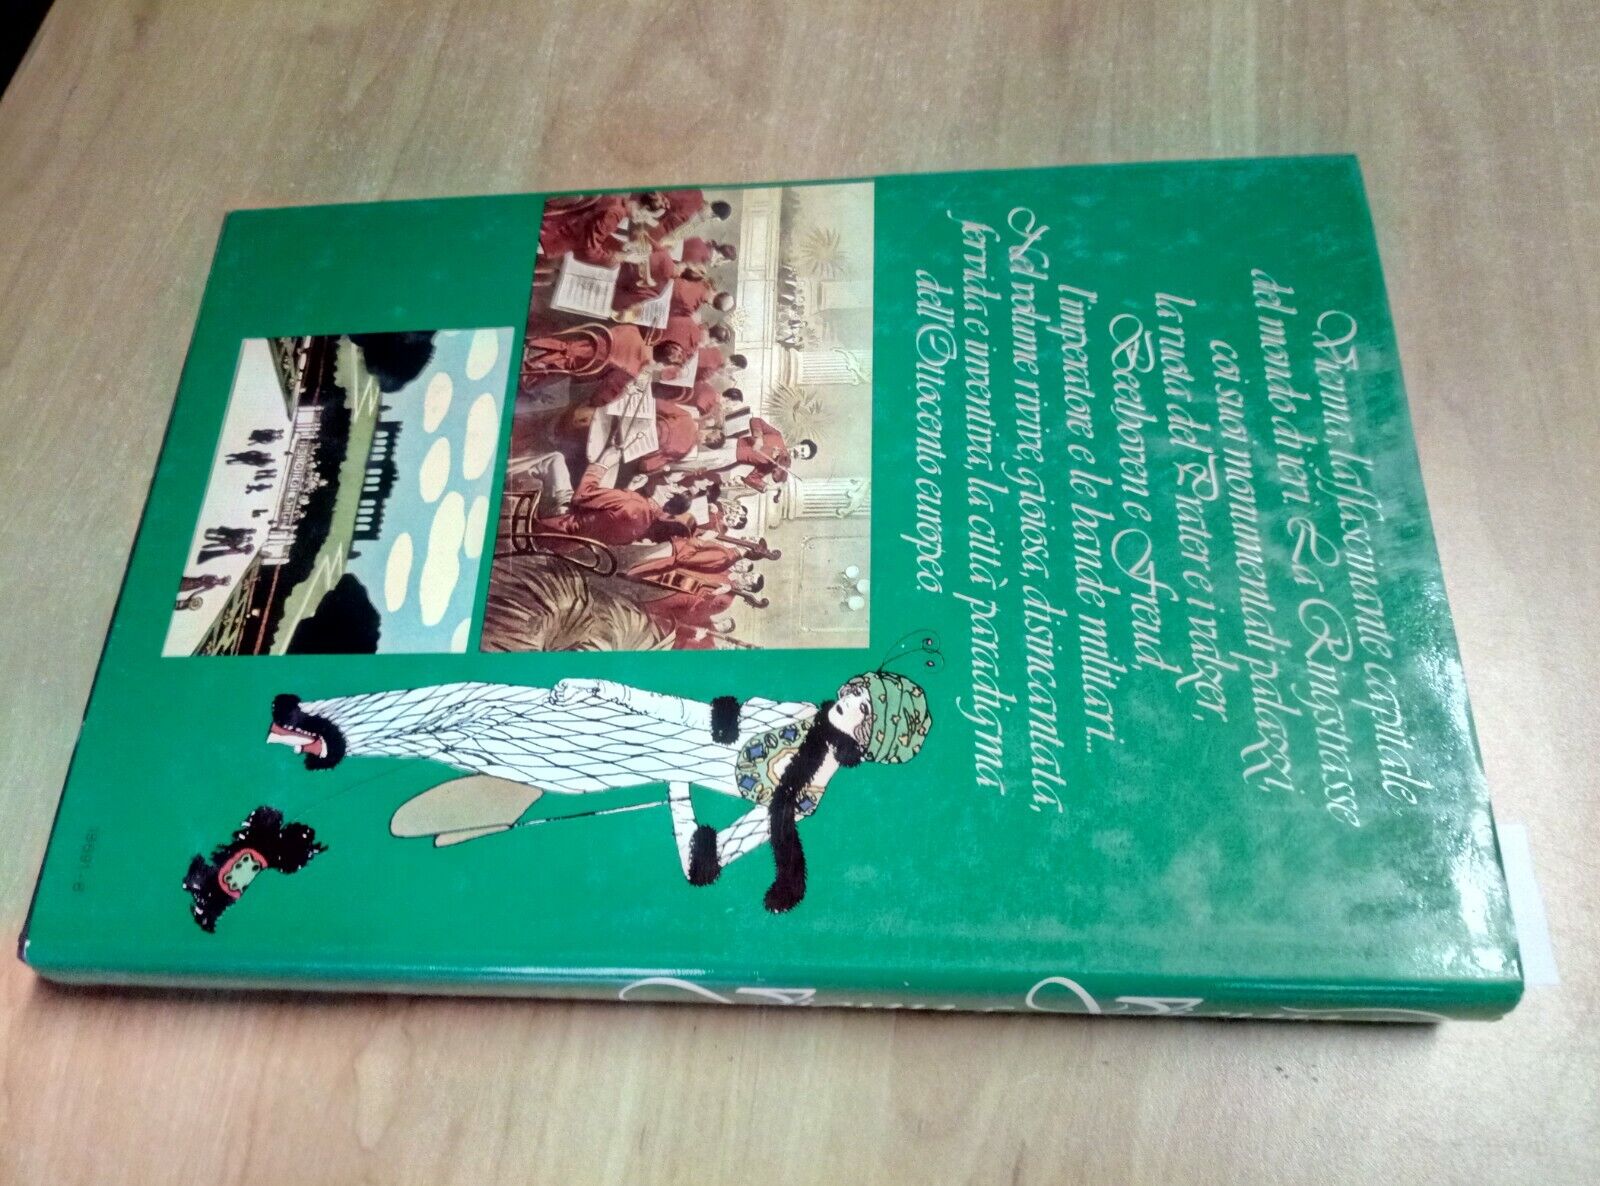 Vienna, l'affascinante capitale
del mondo di ieri. La Ringstrasse
coi suoi monumentali palazzi,
la ruota del Prater e i valzer,
Beethoven e Freud,
l'imperatore e le bande militari...
Nel volume rivive, gioiosa, disincantata,
fervida e inventiva, la città paradigma
dell'Ottocento europeo.